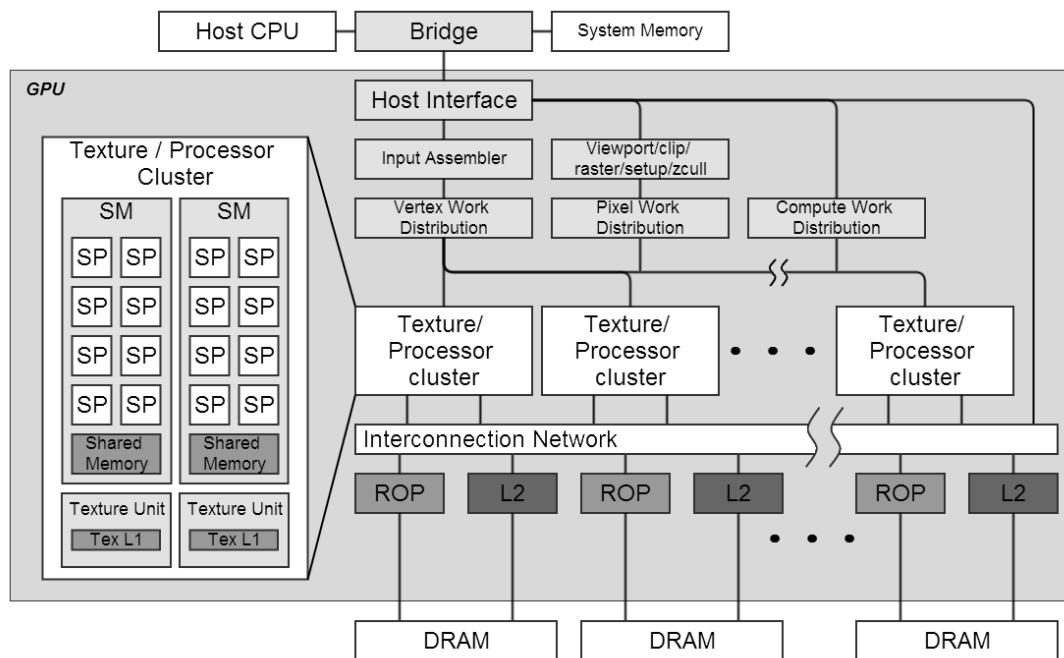 Host CPU
Bridge
System Memory
GPU
Host Interface
Texture / Processor
Cluster
SM
SM
SP SP
SP SP
SP SP
SP SP
SP SP
SP SP
SP SP
SP SP
Shared
Memory
Shared
Memory
Texture Unit
Tex L1
Texture Unit
Tex L1
Input Assembler
Viewport/clip/
raster/setup/zcull
Vertex Work
Distribution
Pixel Work
Distribution
Compute Work
Distribution
Texture/
Processor
cluster
Texture/
Processor
cluster
Texture/
Processor
cluster
Interconnection Network
ROP
L2
ROP
L2
ROP
L2
DRAM
DRAM
DRAM